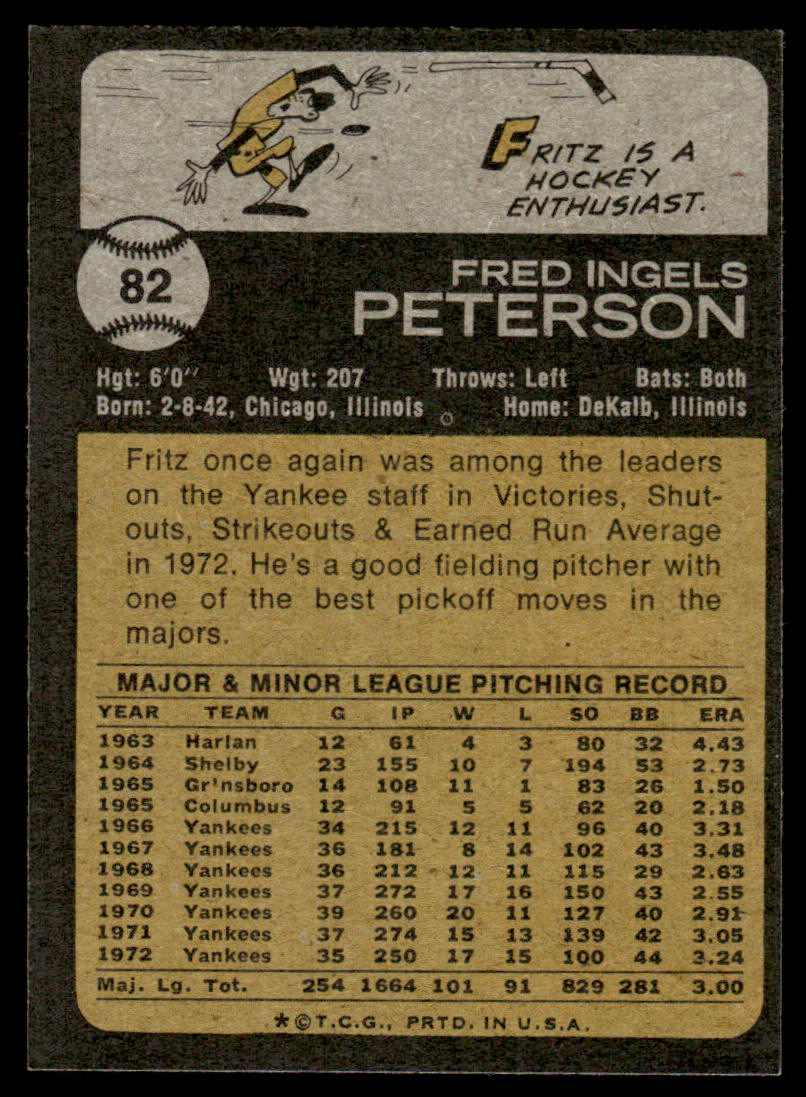 FRITZ IS A
HOCKEY
ENTHUSIAST.
82
FRED INGELS
PETERSON
Hgt: 6'0" Wgt: 207 Throws: Left Bats: Both
Born: 2-8-42, Chicago, Illinois Home: DeKalb, Illinois
Fritz once again was among the leaders
on the Yankee staff in Victories, Shut-
outs, Strikeouts & Earned Run Average
in 1972. He's a good fielding pitcher with
one of the best pickoff moves in the
majors.
MAJOR & MINOR LEAGUE PITCHING RECORD
YEAR TEAM G IP W L SO BB ERA
1963 Harlan 12 61 4 3 80 32 4.43
1964 Shelby 23 155 10 7 194 53 2.73
1965 Gr'nsboro 14 108 11 1 83 26 1.50
1965 Columbus 12 91 5 5 62 20 2.18
1966 Yankees 34 215 12 11 96 40 3.31
1967 Yankees 36 181 8 14 102 43 3.48
1968 Yankees 36 212 12 11 115 29 2.63
1969 Yankees 37 272 17 16 150 43 2.55
1970 Yankees 39 260 20 11 127 40 2.91
1971 Yankees 37 274 15 13 139 42 3.05
1972 Yankees 35 250 17 15 100 44 3.24
Maj. Lg. Tot. 254 1664 101 91 829 281 3.00
*©T.C.G., PRTD. IN U.S.A.